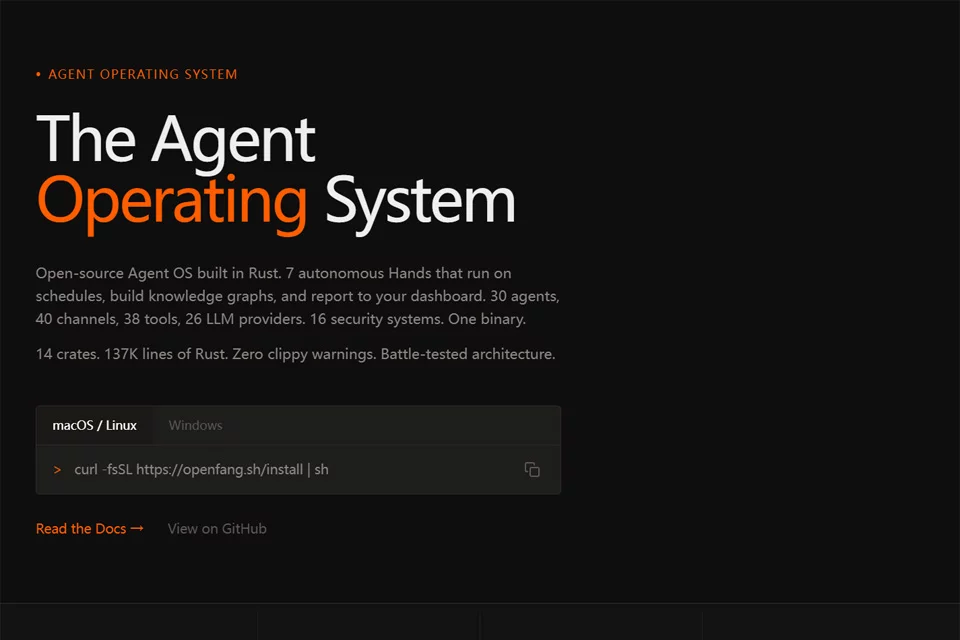 • AGENT OPERATING SYSTEM
The Agent
Operating System
Open-source Agent OS built in Rust. 7 autonomous Hands that run on
schedules, build knowledge graphs, and report to your dashboard. 30 agents,
40 channels, 38 tools, 26 LLM providers. 16 security systems. One binary.
14 crates. 137K lines of Rust. Zero clippy warnings. Battle-tested architecture.
macOS / Linux Windows
> curl -fsSL https://openfang.sh/install | sh
Read the Docs → View on GitHub